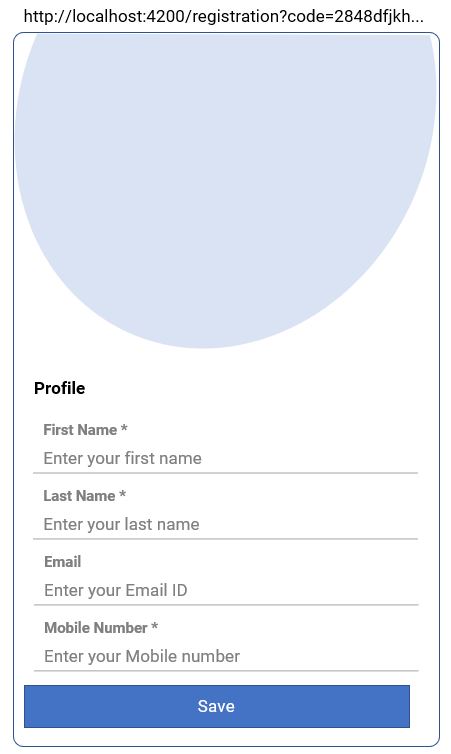 http://localhost:4200/registration?code=2848dfjkh...
Profile
First Name *
Enter your first name
Last Name *
Enter your last name
Email
Enter your Email ID
Mobile Number *
Enter your Mobile number
Save